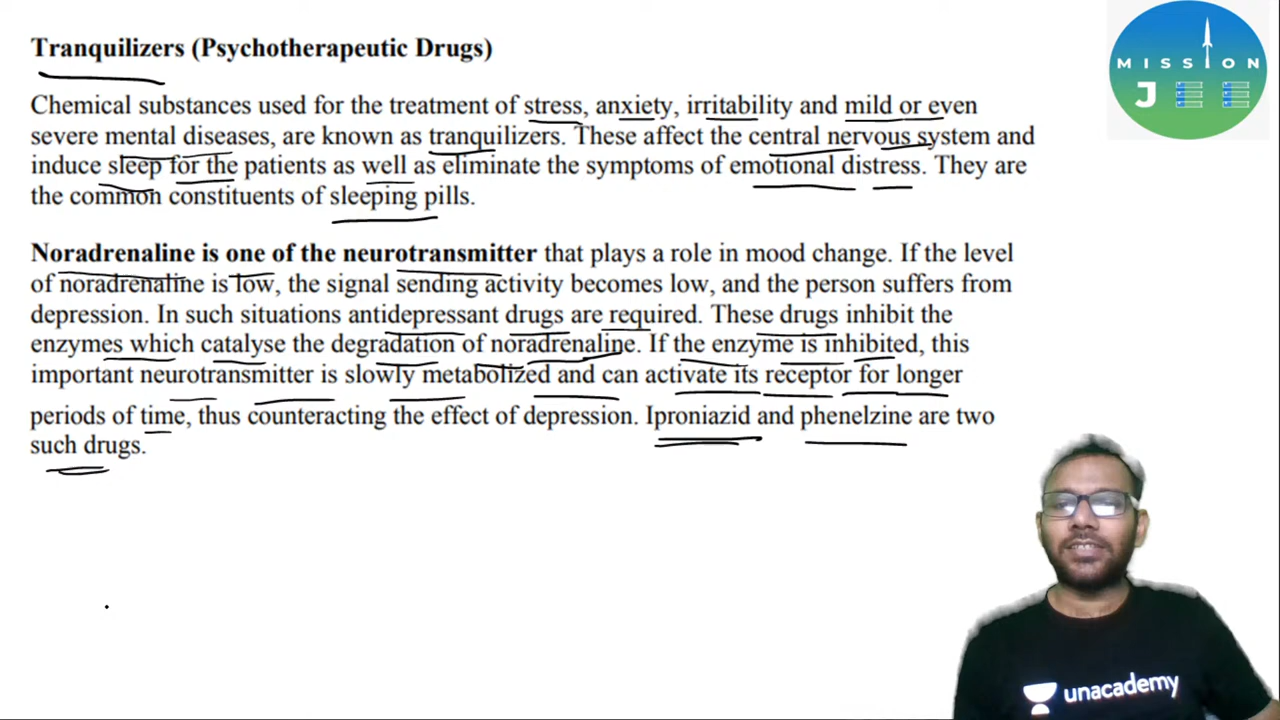 Tranquilizers (Psychotherapeutic Drugs)
MISSION
JEE
Chemical substances used for the treatment of stress, anxiety, irritability and mild or even
severe mental diseases, are known as tranquilizers. These affect the central nervous system and
induce sleep for the patients as well as eliminate the symptoms of emotional distress. They are
the common constituents of sleeping pills.
Noradrenaline is one of the neurotransmitter that plays a role in mood change. If the level
of noradrenaline is low, the signal sending activity becomes low, and the person suffers from
depression. In such situations antidepressant drugs are required. These drugs inhibit the
enzymes which catalyse the degradation of noradrenaline. If the enzyme is inhibited, this
important neurotransmitter is slowly metabolized and can activate its receptor for longer
periods of time, thus counteracting the effect of depression. Iproniazid and phenelzine are two
such drugs.
unacademy